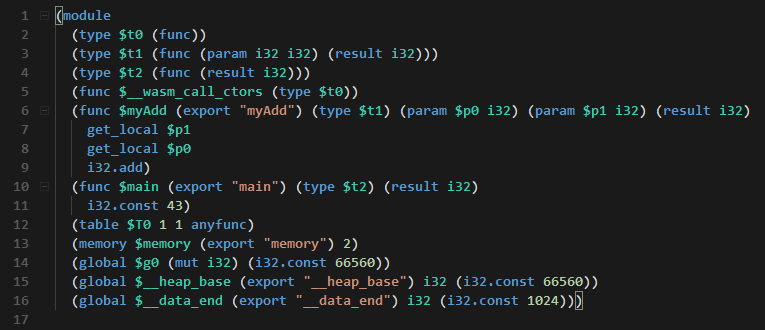 1 (module
2 (type $t0 (func))
3 (type $t1 (func (param i32 i32) (result i32)))
4 (type $t2 (func (result i32)))
5 (func $__wasm_call_ctors (type $t0))
6 (func $myAdd (export "myAdd") (type $t1) (param $p0 i32) (param $p1 i32) (result i32)
7 get_local $p1
8 get_local $p0
9 i32.add)
10 (func $main (export "main") (type $t2) (result i32)
11 i32.const 43)
12 (table $T0 1 1 anyfunc)
13 (memory $memory (export "memory") 2)
14 (global $g0 (mut i32) (i32.const 66560))
15 (global $__heap_base (export "__heap_base") i32 (i32.const 66560))
16 (global $__data_end (export "__data_end") i32 (i32.const 1024)))
17